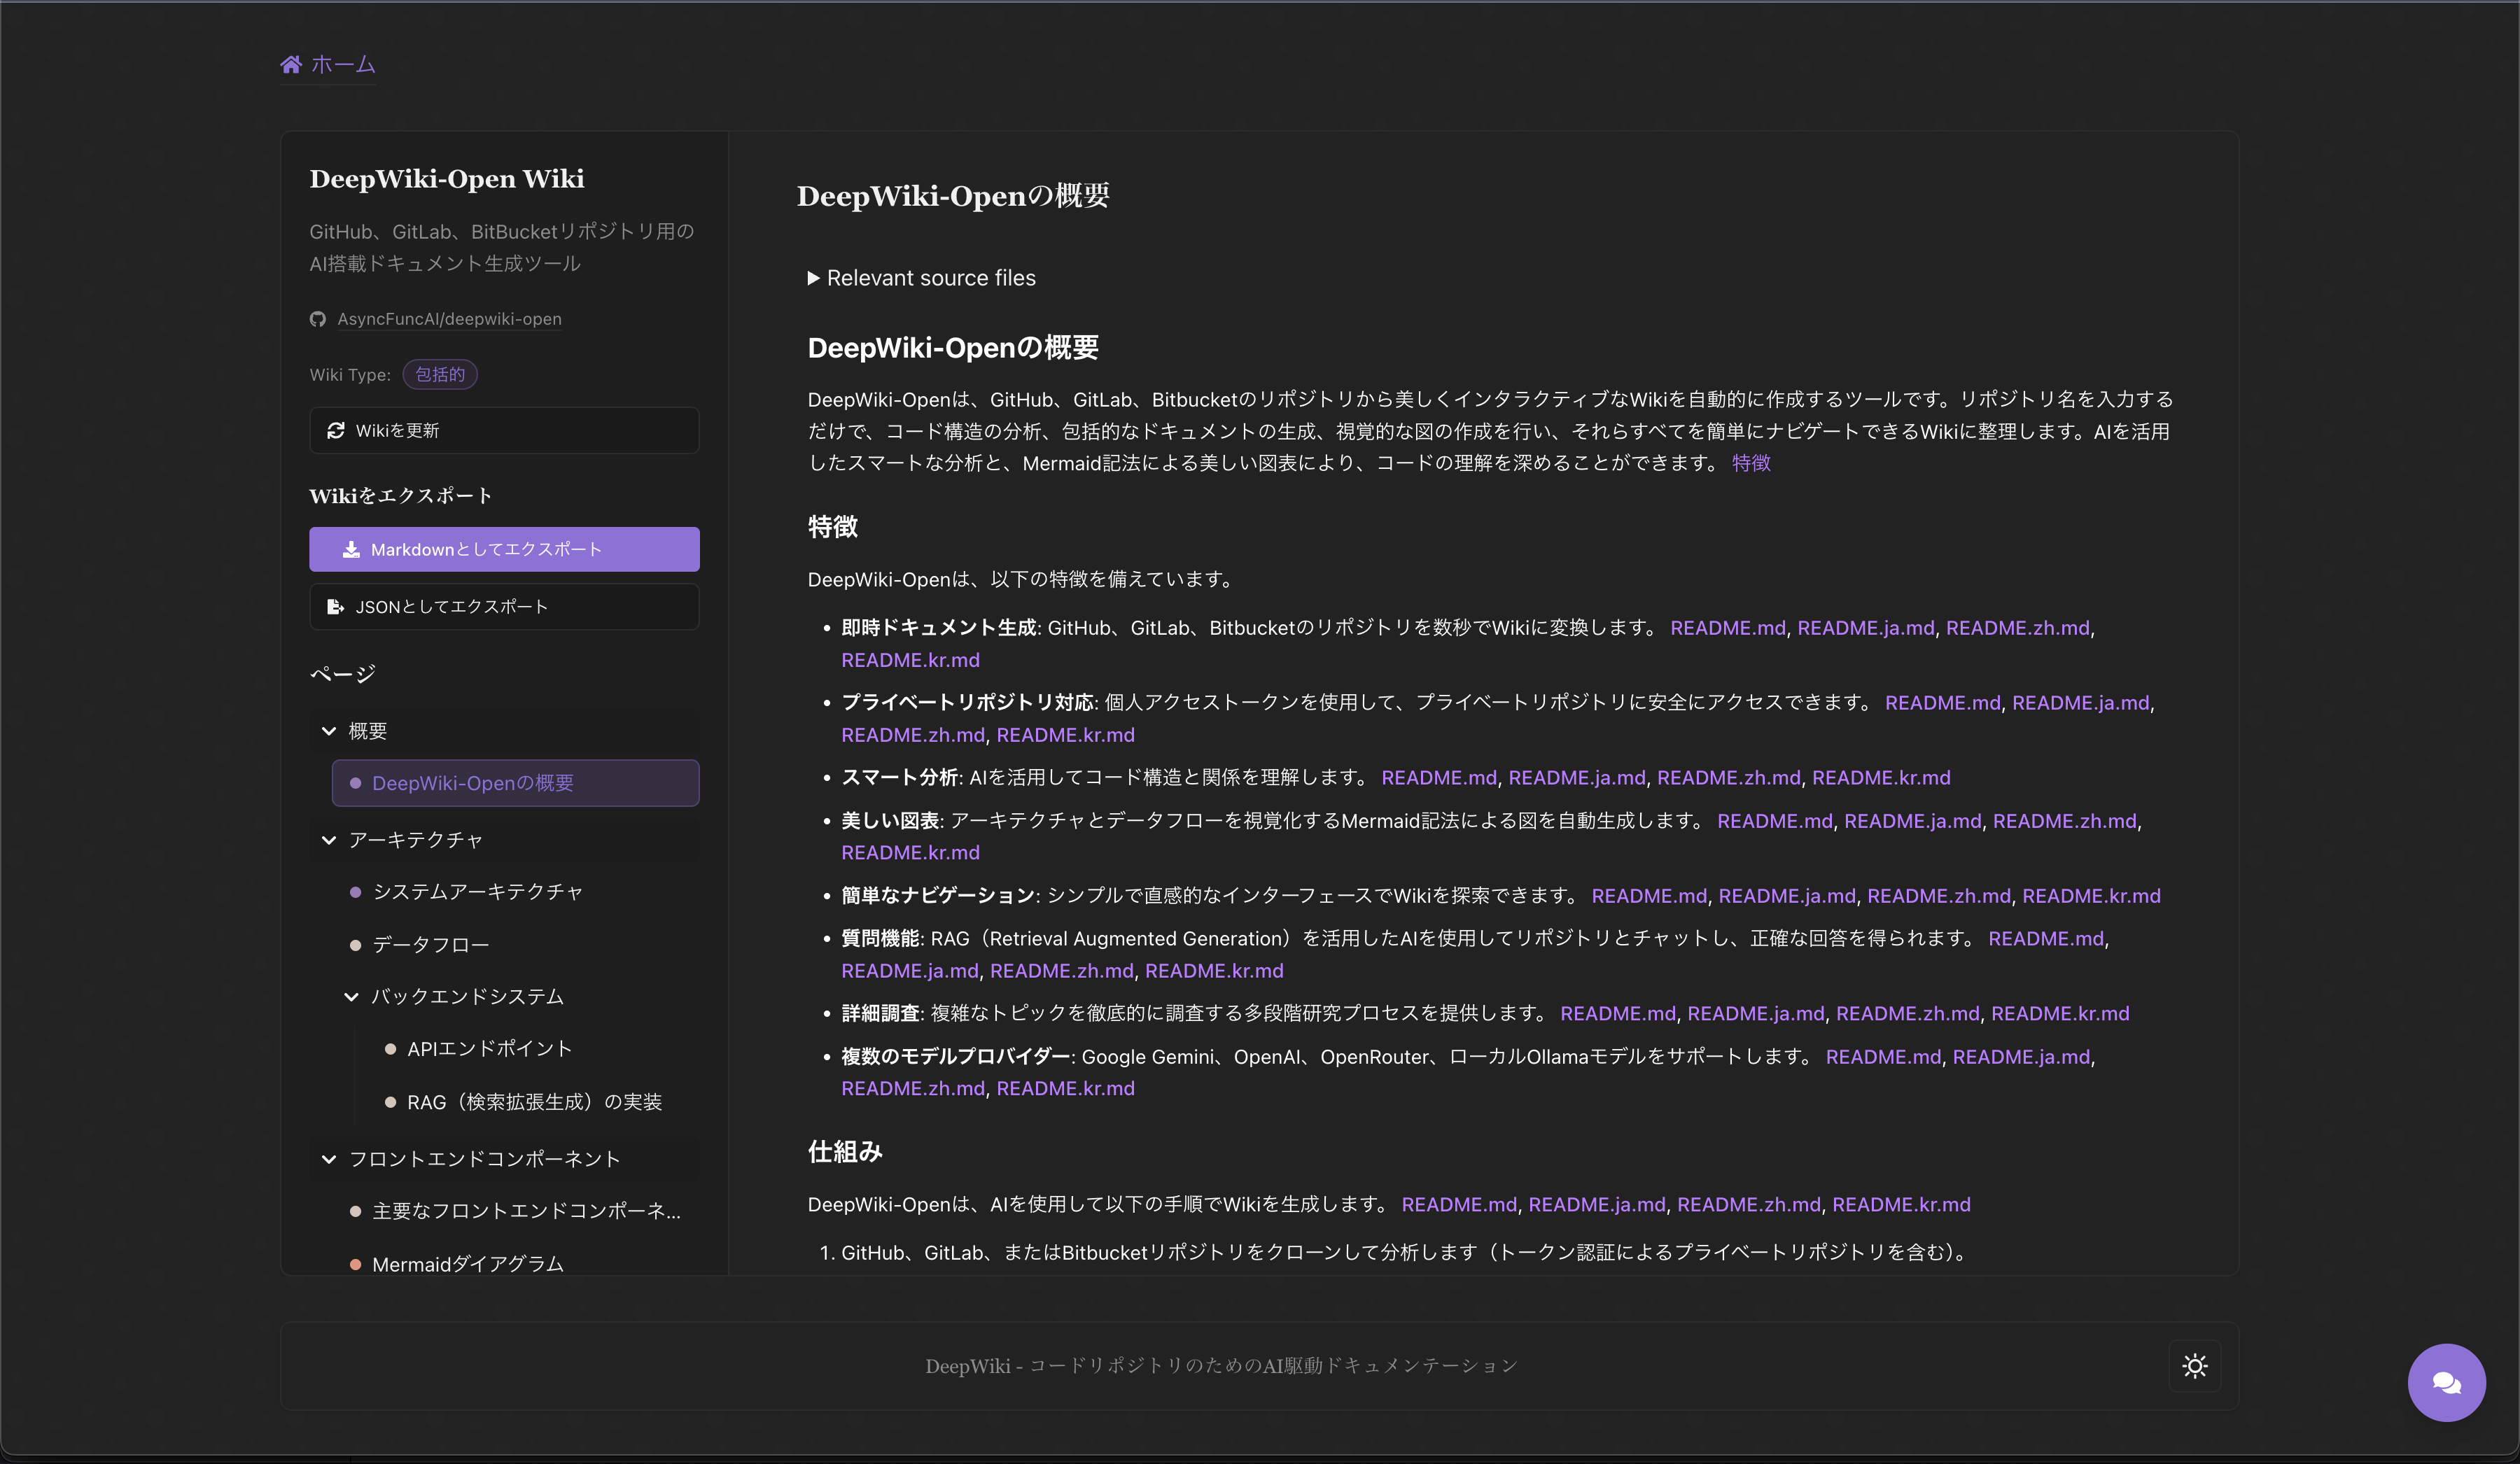 ホーム
DeepWiki-Open Wiki
GitHub、GitLab、BitBucketリポジトリ用の
AI搭載ドキュメント生成ツール
AsyncFuncAI/deepwiki-open
Wiki Type: 包括的
Wikiを更新
Wikiをエクスポート
Markdownとしてエクスポート
JSONとしてエクスポート
ページ
概要
DeepWiki-Openの概要
アーキテクチャ
システムアーキテクチャ
データフロー
バックエンドシステム
APIエンドポイント
RAG（検索拡張生成）の実装
フロントエンドコンポーネント
主要なフロントエンドコンポーネ...
Mermaidダイアグラム
DeepWiki-Openの概要
Relevant source files
DeepWiki-Openの概要
DeepWiki-Openは、GitHub、GitLab、Bitbucketのリポジトリから美しくインタラクティブなWikiを自動的に作成するツールです。リポジトリ名を入力する
だけで、コード構造の分析、包括的なドキュメントの生成、視覚的な図の作成を行い、それらすべてを簡単にナビゲートできるWikiに整理します。AIを活用
したスマートな分析と、Mermaid記法による美しい図表により、コードの理解を深めることができます。 特徴
特徴
DeepWiki-Openは、以下の特徴を備えています。
• 即時ドキュメント生成: GitHub、GitLab、Bitbucketのリポジトリを数秒でWikiに変換します。 README.md, README.ja.md, README.zh.md,
README.kr.md
• プライベートリポジトリ対応: 個人アクセストークンを使用して、プライベートリポジトリに安全にアクセスできます。 README.md, README.ja.md,
README.zh.md, README.kr.md
• スマート分析: AIを活用してコード構造と関係を理解します。 README.md, README.ja.md, README.zh.md, README.kr.md
• 美しい図表: アーキテクチャとデータフローを視覚化するMermaid記法による図を自動生成します。 README.md, README.ja.md, README.zh.md,
README.kr.md
• 簡単なナビゲーション: シンプルで直感的なインターフェースでWikiを探索できます。 README.md, README.ja.md, README.zh.md, README.kr.md
• 質問機能: RAG（Retrieval Augmented Generation）を活用したAIを使用してリポジトリとチャットし、正確な回答を得られます。 README.md,
README.ja.md, README.zh.md, README.kr.md
• 詳細調査: 複雑なトピックを徹底的に調査する多段階研究プロセスを提供します。 README.md, README.ja.md, README.zh.md, README.kr.md
• 複数のモデルプロバイダー: Google Gemini、OpenAI、OpenRouter、ローカルOllamaモデルをサポートします。 README.md, README.ja.md,
README.zh.md, README.kr.md
仕組み
DeepWiki-Openは、AIを使用して以下の手順でWikiを生成します。 README.md, README.ja.md, README.zh.md, README.kr.md
1. GitHub、GitLab、またはBitbucketリポジトリをクローンして分析します（トークン認証によるプライベートリポジトリを含む）。
DeepWiki - コードリポジトリのためのAI駆動ドキュメンテーション